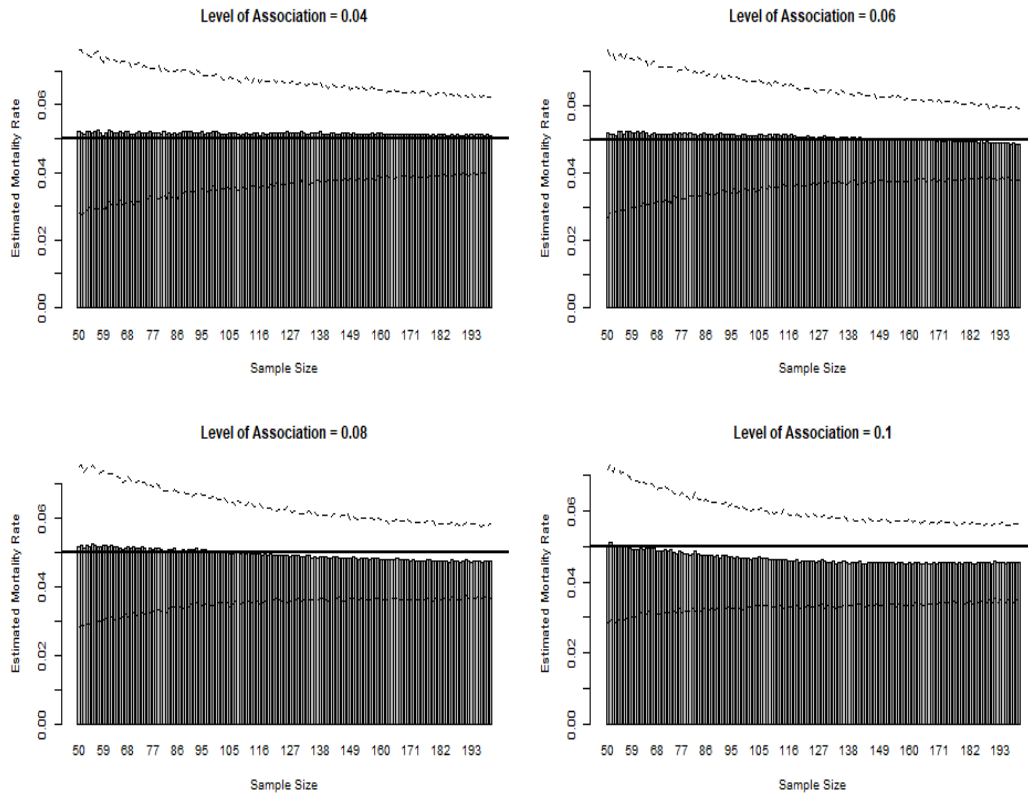 Level of Association = 0.04
Estimated Mortality Rate
0.00 0.02 0.04 0.06
50 59 68 77 86 95 105 116 127 138 149 160 171 182 193
Sample Size
Level of Association = 0.06
Estimated Mortality Rate
0.00 0.02 0.04 0.06
50 59 68 77 86 95 105 116 127 138 149 160 171 182 193
Sample Size
Level of Association = 0.08
Estimated Mortality Rate
0.00 0.02 0.04 0.06
50 59 68 77 86 95 105 116 127 138 149 160 171 182 193
Sample Size
Level of Association = 0.1
Estimated Mortality Rate
0.00 0.02 0.04 0.06
50 59 68 77 86 95 105 116 127 138 149 160 171 182 193
Sample Size